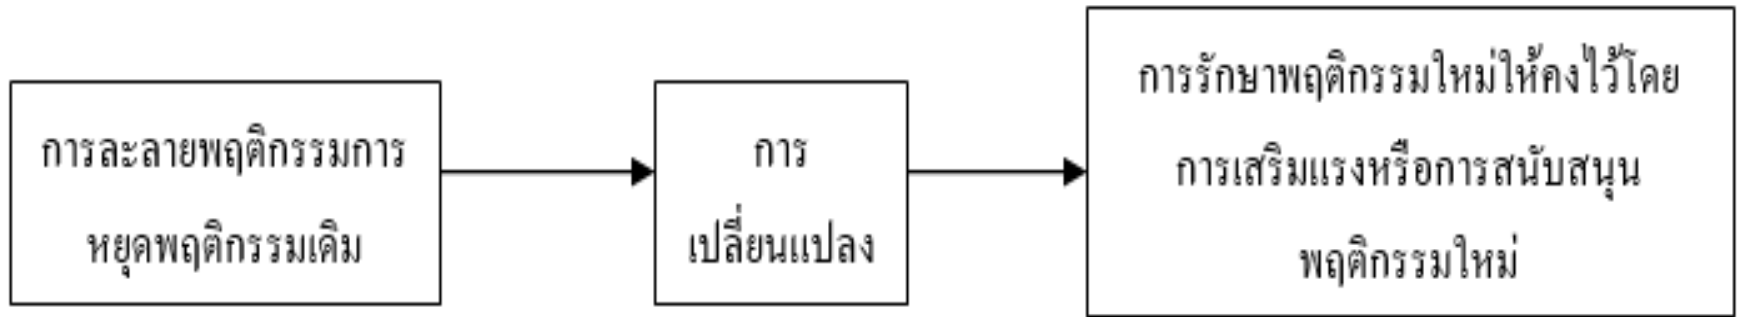 การละลายพฤติกรรมการ
หยุดพฤติกรรมเดิม
การ
เปลี่ยนแปลง
การรักษาพฤติกรรมใหม่ให้คงไว้โดย
การเสริมแรงหรือการสนับสนุน
พฤติกรรมใหม่